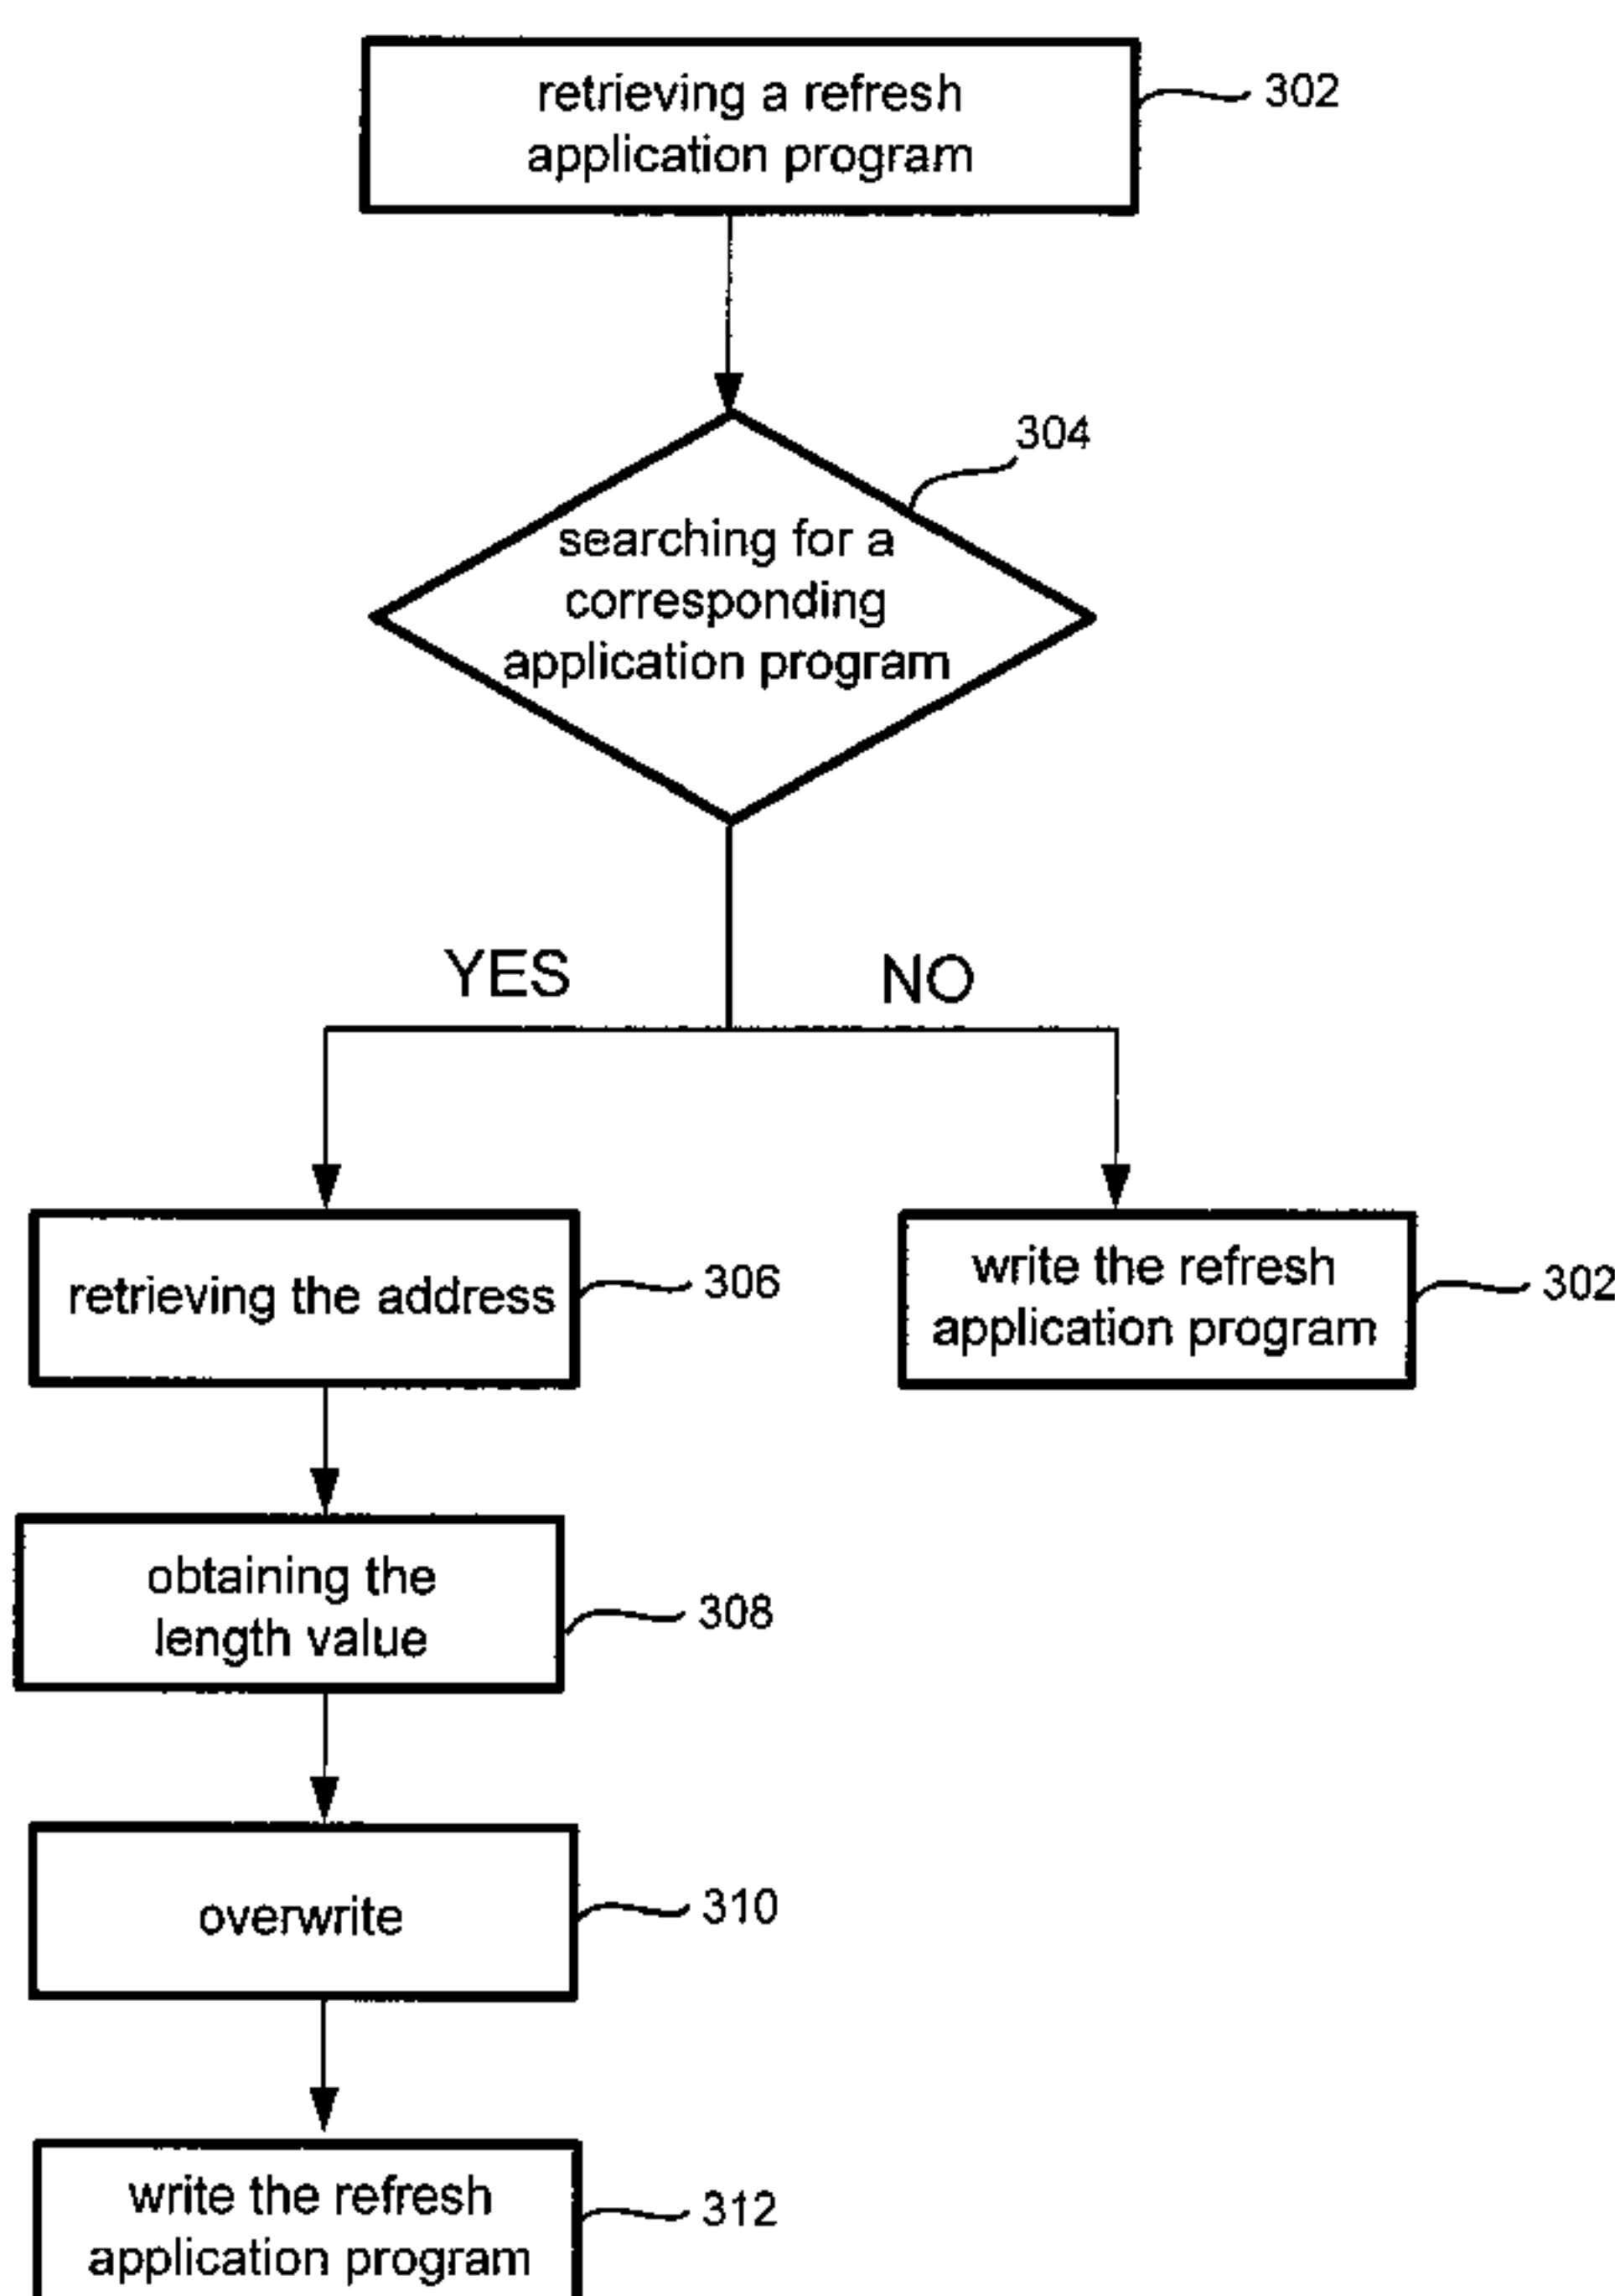 retrieving a refresh
application program
302
304
searching for a
corresponding
application program
YES
NO
retrieving the address
306
write the refresh
application program
302
obtaining the
length value
308
overwrite
310
write the refresh
application program
312